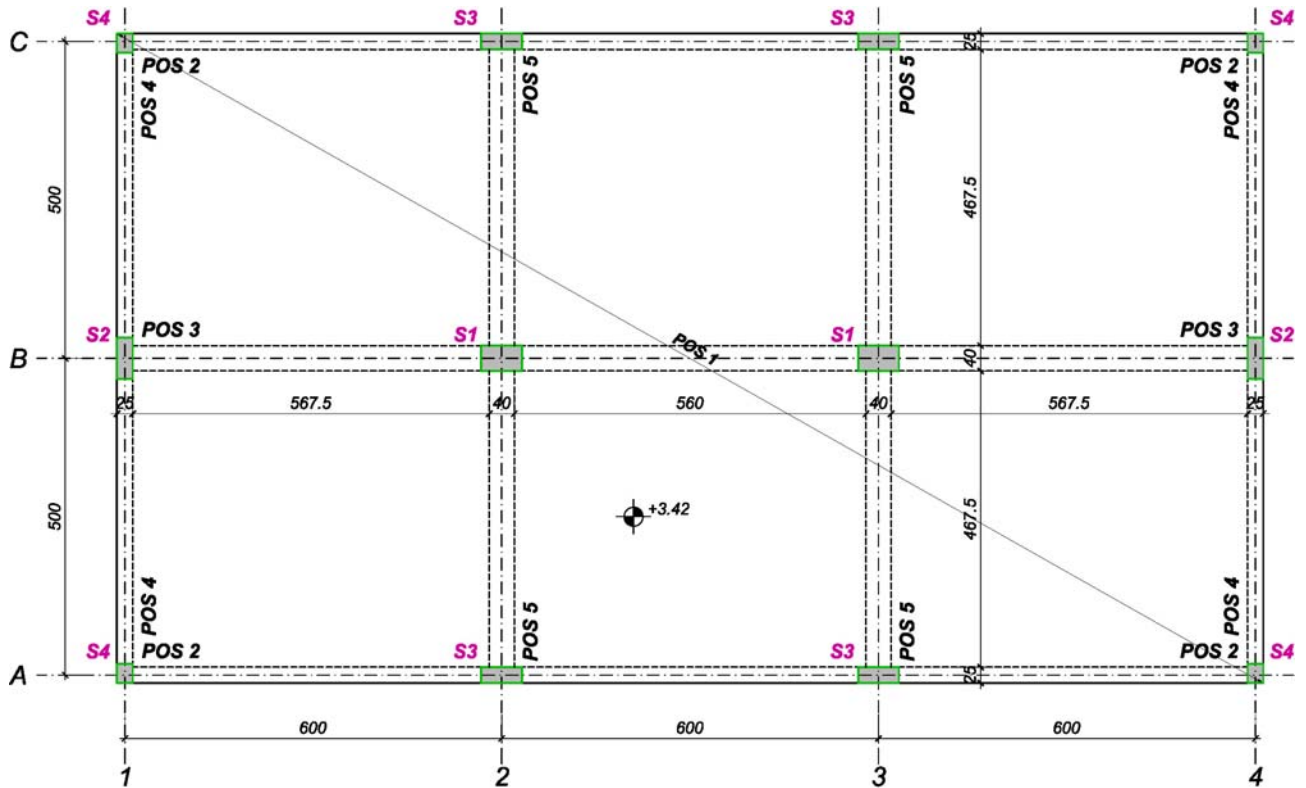 S4 S3 S3 S4
C
25
POS 2 POS 2
POS 4 POS 5 POS 5 POS 4
500 467.5
S2 POS 3 S1 S1 POS 3 S2
POS 1
B
40
25 567.5 40 560 40 567.5 25
500 467.5
+3.42
POS 4 POS 5 POS 5 POS 4
S4 POS 2 S3 S3 POS 2 S4
A
25
600 600 600
1 2 3 4